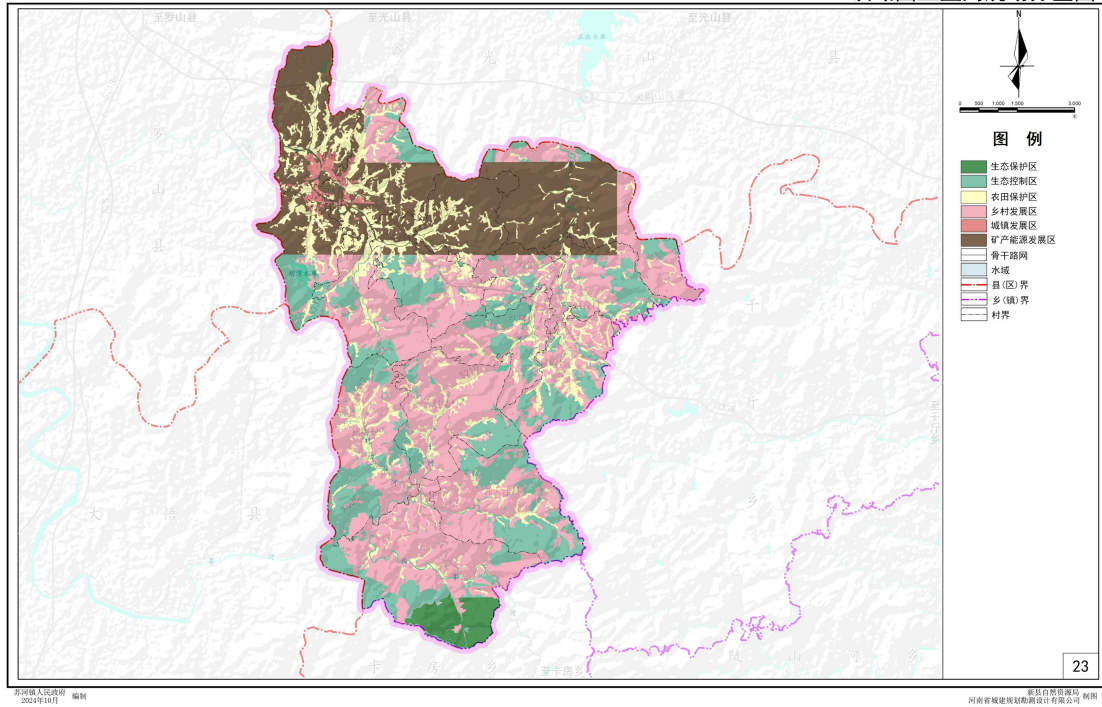 至罗山县
至光山县
至光山县
N
光
山
县
罗
山
县
0 500 1,000 1,500 3,000
米
图 例
生态保护区
生态控制区
农田保护区
乡村发展区
城镇发展区
矿产能源发展区
骨干路网
水域
县(区)界
乡(镇)界
村界
大
悟
县
乡
卡
房
乡
至卡房乡
陡
山
河
乡
23
苏河镇人民政府
2024年10月
编制
新县自然资源局
河南省城建规划勘测设计有限公司
制图